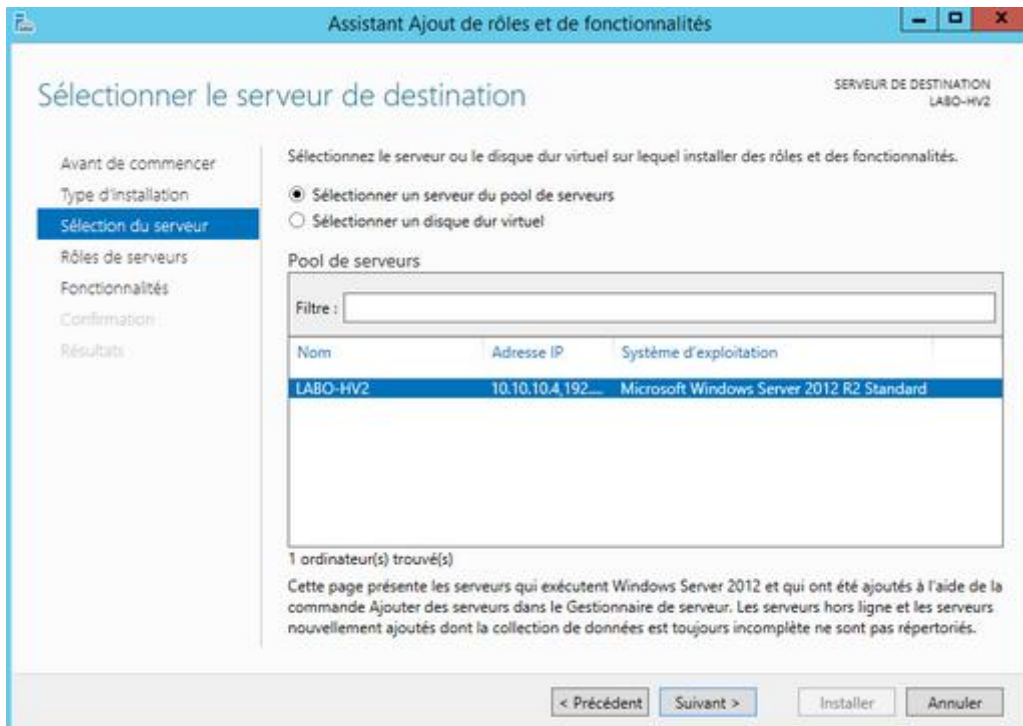 Assistant Ajout de rôles et de fonctionnalités
Sélectionner le serveur de destination
SERVEUR DE DESTINATION
LABO-HV2
Avant de commencer
Type d'installation
Sélection du serveur
Rôles de serveurs
Fonctionnalités
Confirmation
Résultats
Sélectionnez le serveur ou le disque dur virtuel sur lequel installer des rôles et des fonctionnalités.
Sélectionner un serveur du pool de serveurs
Sélectionner un disque dur virtuel
Pool de serveurs
Filtre :
Nom Adresse IP Système d'exploitation
LABO-HV2 10.10.10.4,192.... Microsoft Windows Server 2012 R2 Standard
1 ordinateur(s) trouvé(s)
Cette page présente les serveurs qui exécutent Windows Server 2012 et qui ont été ajoutés à l'aide de la
commande Ajouter des serveurs dans le Gestionnaire de serveur. Les serveurs hors ligne et les serveurs
nouvellement ajoutés dont la collection de données est toujours incomplète ne sont pas répertoriés.
< Précédent Suivant > Installer Annuler